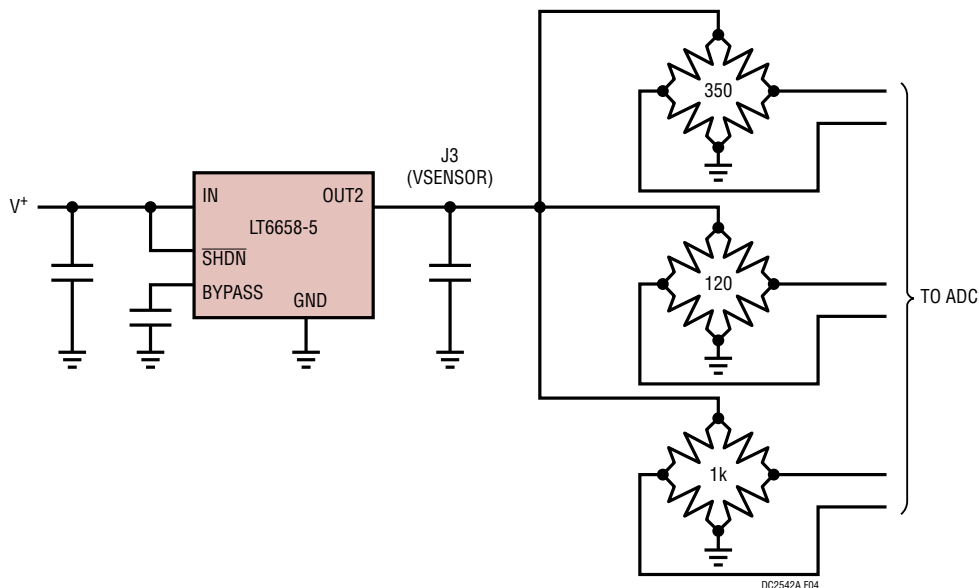 350
J3
(VSENSOR)
V+
IN
OUT2
LT6658-5
SHDN
BYPASS
GND
120
TO ADC
1k
DC2542A F04